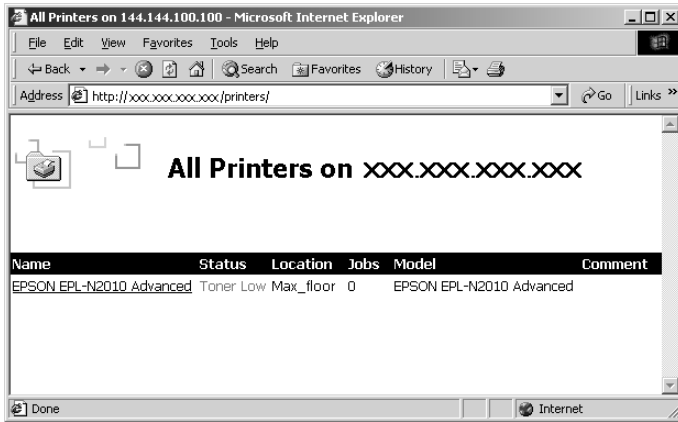 All Printers on 144.144.100.100 - Microsoft Internet Explorer
File Edit View Favorites Tools Help
Back Search Favorites History
Address http://xxx.xxx.xxx.xxx/printers/ Go Links »
All Printers on xxx.xxx.xxx.xxx
Name Status Location Jobs Model Comment
EPSON EPL-N2010 Advanced Toner Low Max_floor 0 EPSON EPL-N2010 Advanced
Done Internet